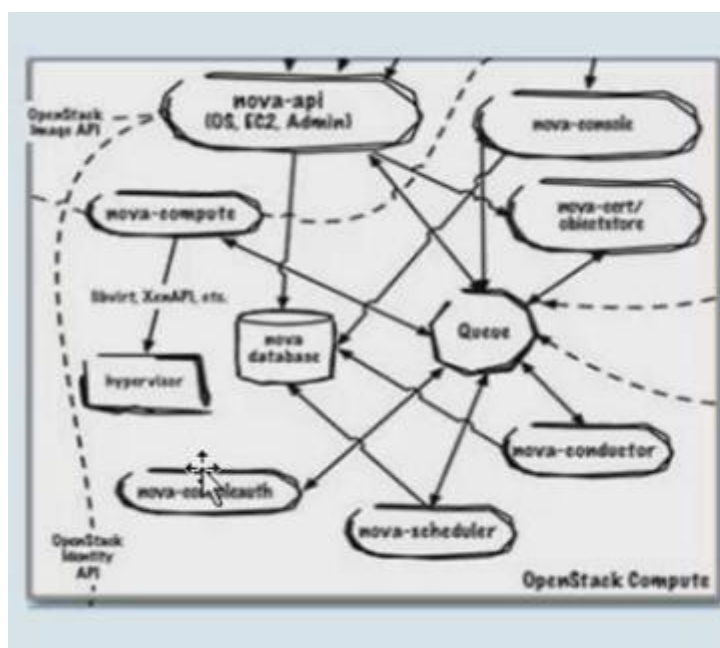 nova-api
(OS, EC2, Admin)
nova-console
OpenStack
Image API
nova-compute
nova-cert/
objectstore
libvirt, XenAPI, etc.
nova
database
Queue
hypervisor
nova-conductor
nova-scheduler
OpenStack
Identity
API
OpenStack Compute